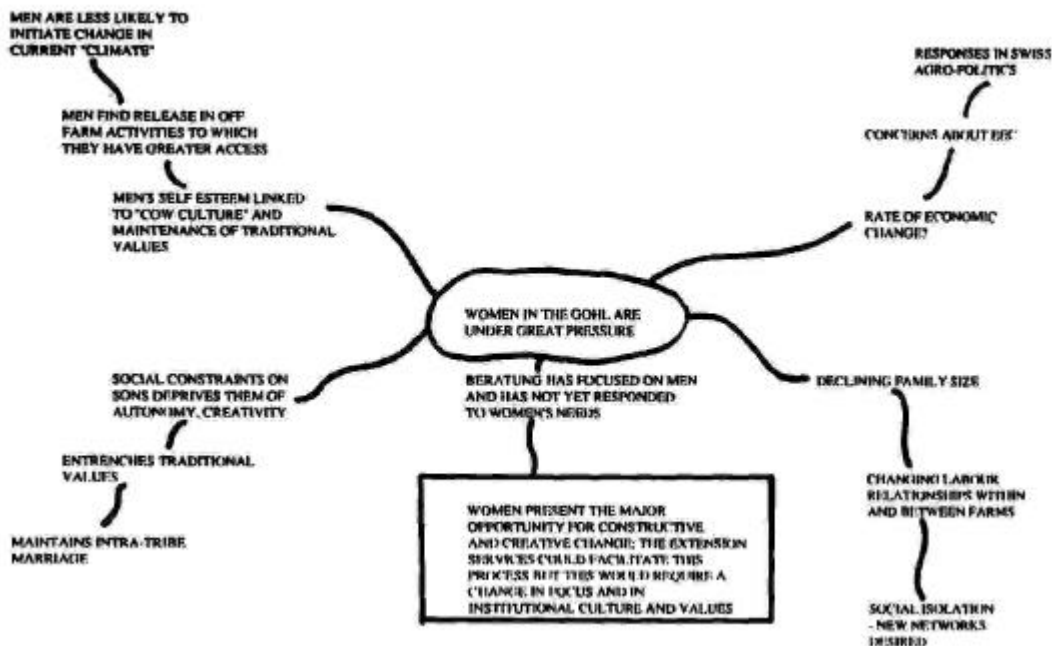 MEN ARE LESS LIKELY TO
INITIATE CHANGE IN
CURRENT "CLIMATE"
MEN FIND RELEASE IN OFF
FARM ACTIVITIES TO WHICH
THEY HAVE GREATER ACCESS
MEN'S SELF ESTEEM LINKED
TO "COW CULTURE" AND
MAINTENANCE OF TRADITIONAL
VALUES
RESPONSES IN SWISS
AGRO-POLITICS
CONCERNS ABOUT EEC
RATE OF ECONOMIC
CHANGE?
WOMEN IN THE GOHL ARE
UNDER GREAT PRESSURE
SOCIAL CONSTRAINTS ON
SONS DEPRIVES THEM OF
AUTONOMY, CREATIVITY
ENTRENCHES TRADITIONAL
VALUES
MAINTAINS INTRA-TRIBE
MARRIAGE
BERATUNG HAS FOCUSED ON MEN
AND HAS NOT YET RESPONDED
TO WOMEN'S NEEDS
WOMEN PRESENT THE MAJOR
OPPORTUNITY FOR CONSTRUCTIVE
AND CREATIVE CHANGE; THE EXTENSION
SERVICES COULD FACILITATE THIS
PROCESS BUT THIS WOULD REQUIRE A
CHANGE IN FOCUS AND IN
INSTITUTIONAL CULTURE AND VALUES
DECLINING FAMILY SIZE
CHANGING LABOUR
RELATIONSHIPS WITHIN
AND BETWEEN FARMS
SOCIAL ISOLATION
- NEW NETWORKS
DESIRED